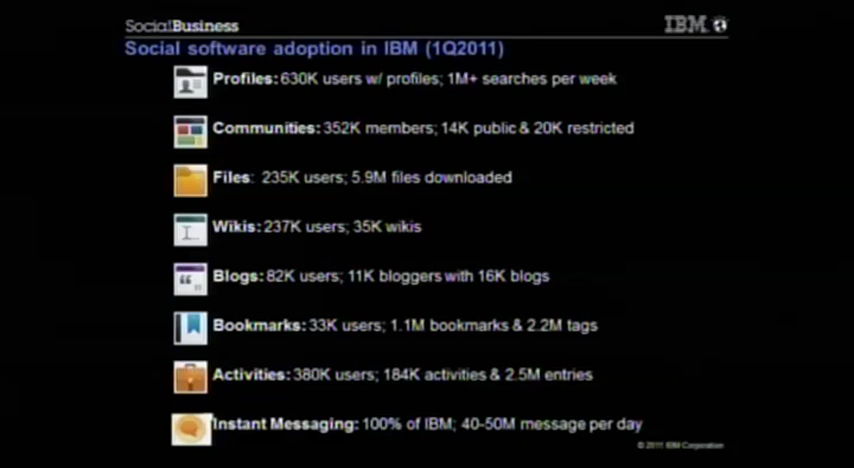 SocialBusiness
IBM
Social software adoption in IBM (1Q2011)
Profiles: 630K users w/ profiles; 1M+ searches per week
Communities: 352K members; 14K public & 20K restricted
Files: 235K users; 5.9M files downloaded
Wikis: 237K users; 35K wikis
Blogs: 82K users; 11K bloggers with 16K blogs
Bookmarks: 33K users; 1.1M bookmarks & 2.2M tags
Activities: 380K users; 184K activities & 2.5M entries
Instant Messaging: 100% of IBM; 40-50M message per day
© 2011 IBM Corporation